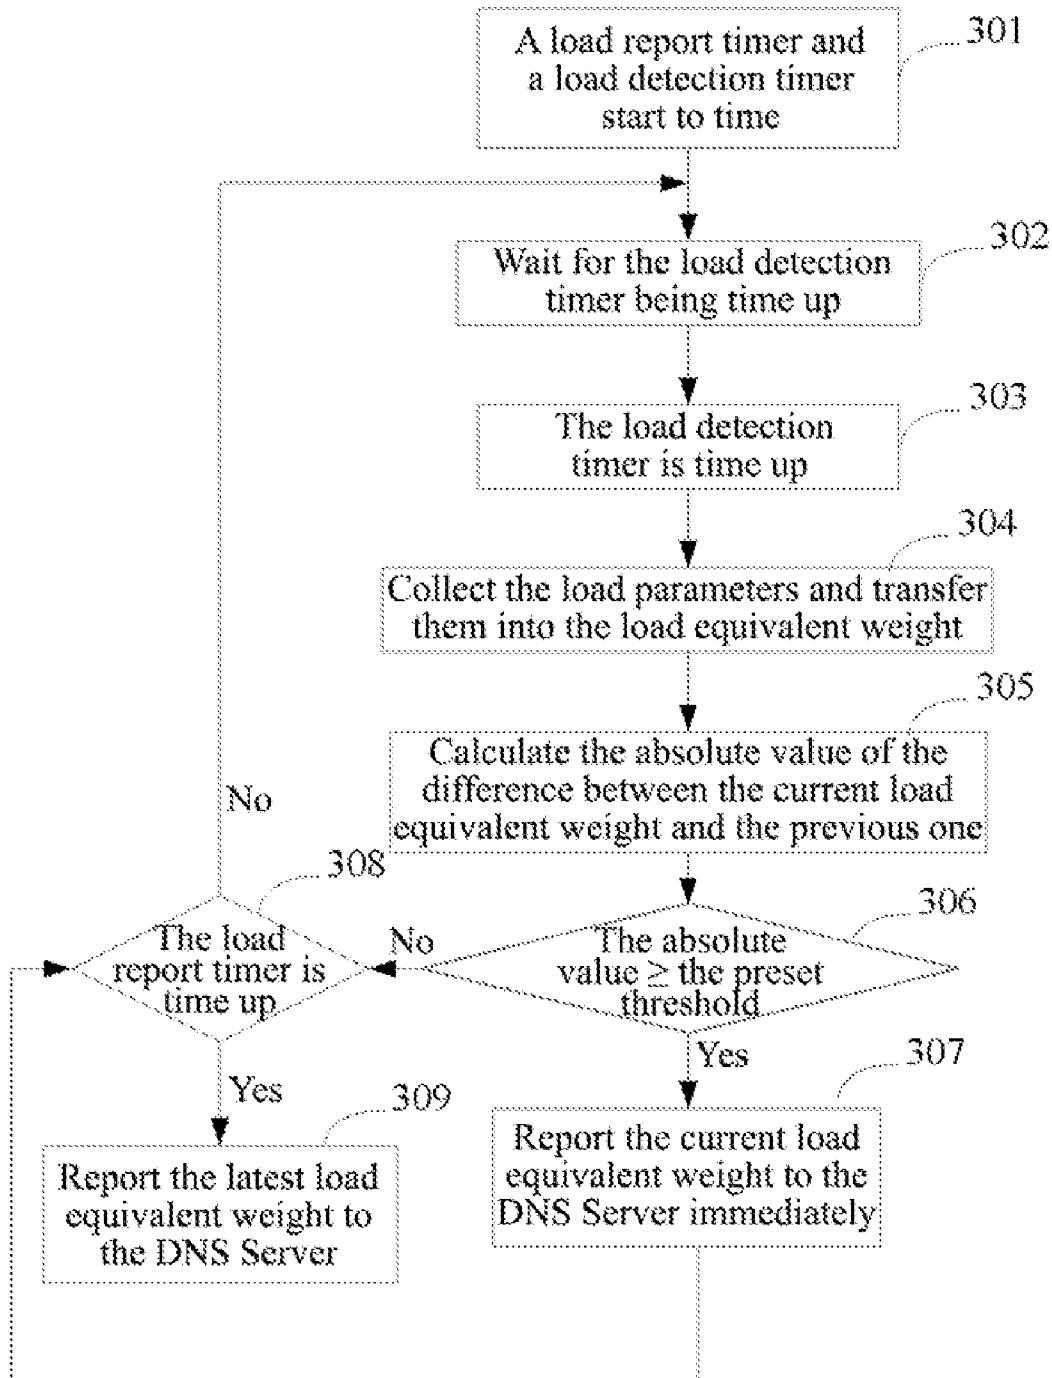 A load report timer and
a load detection timer
start to time
301
Wait for the load detection
timer being time up
302
The load detection
timer is time up
303
Collect the load parameters and transfer
them into the load equivalent weight
304
Calculate the absolute value of the
difference between the current load
equivalent weight and the previous one
305
The absolute
value ≥ the preset
threshold
306
No
Yes
Report the current load
equivalent weight to the
DNS Server immediately
307
The load
report timer is
time up
308
No
Yes
Report the latest load
equivalent weight to
the DNS Server
309